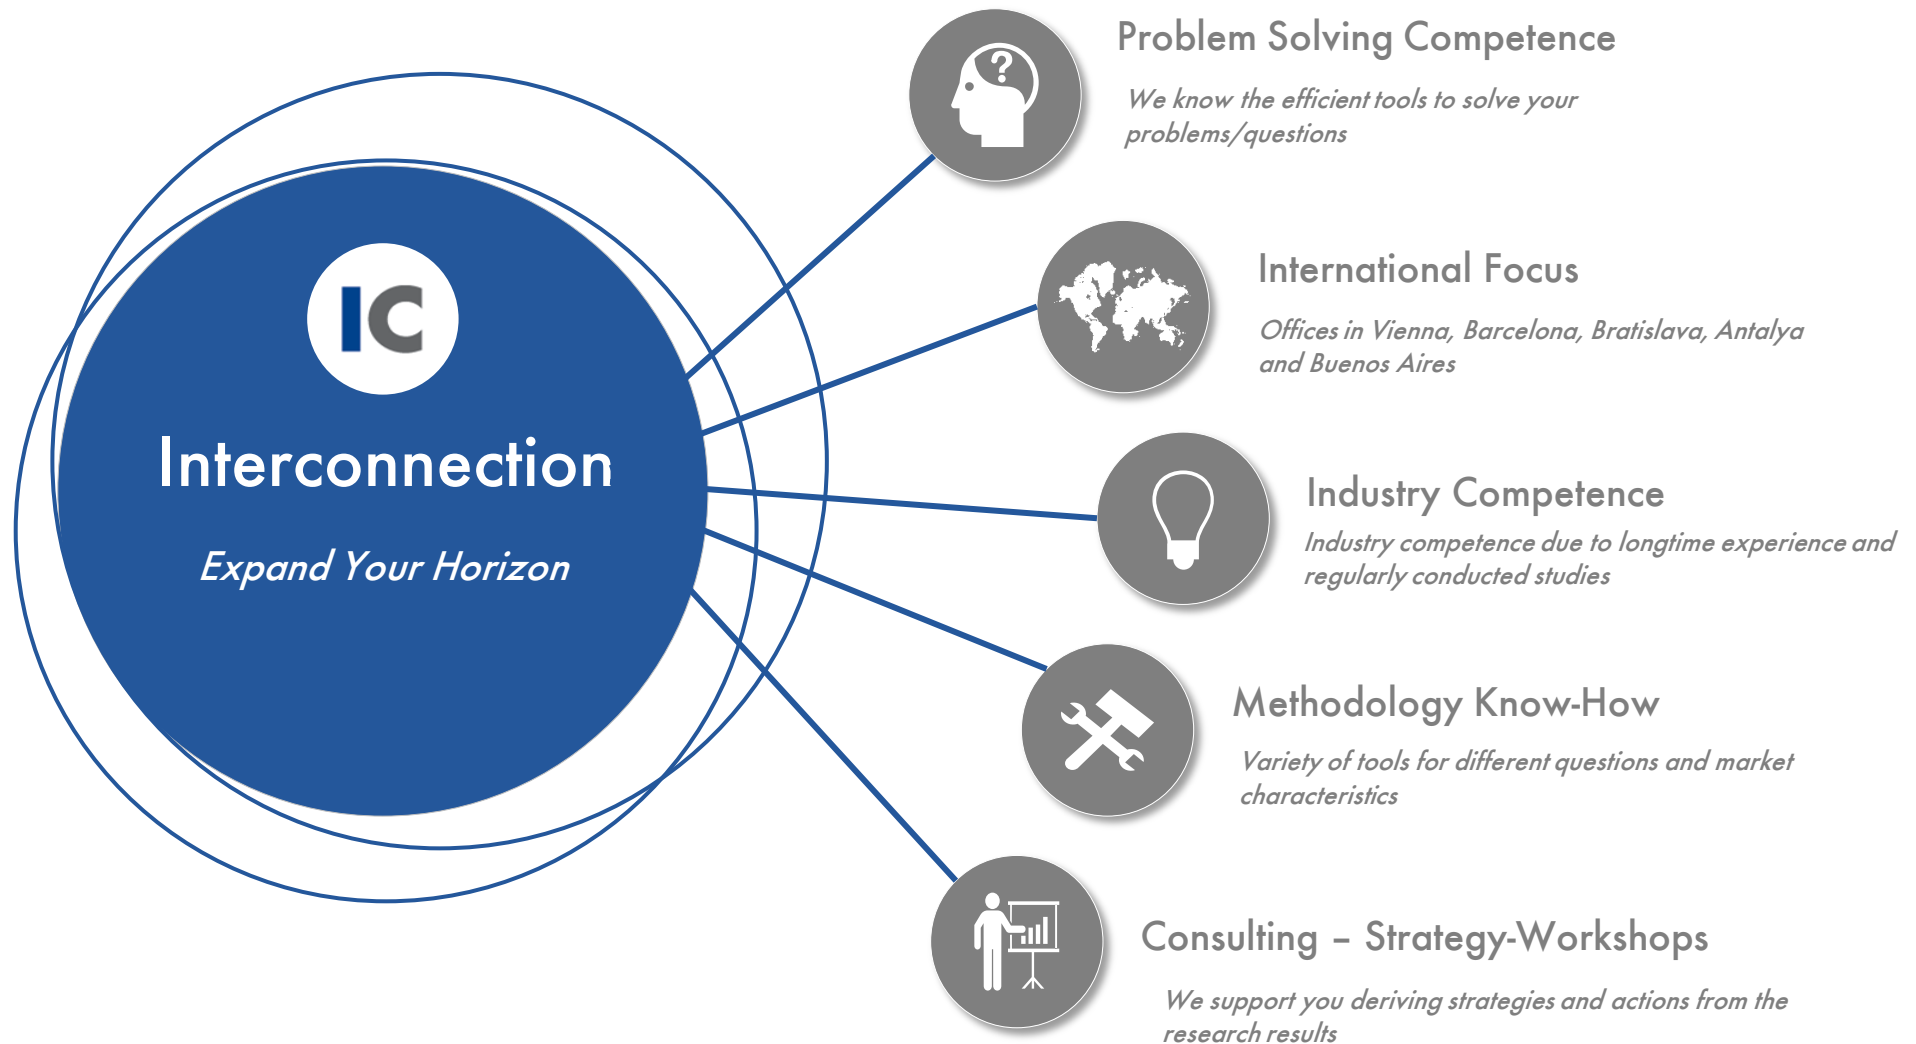 IC
Interconnection
Expand Your Horizon
?
Problem Solving Competence
We know the efficient tools to solve your
problems/questions
International Focus
Offices in Vienna, Barcelona, Bratislava, Antalya
and Buenos Aires
Industry Competence
Industry competence due to longtime experience and
regularly conducted studies
Methodology Know-How
Variety of tools for different questions and market
characteristics
Consulting – Strategy-Workshops
We support you deriving strategies and actions from the
research results